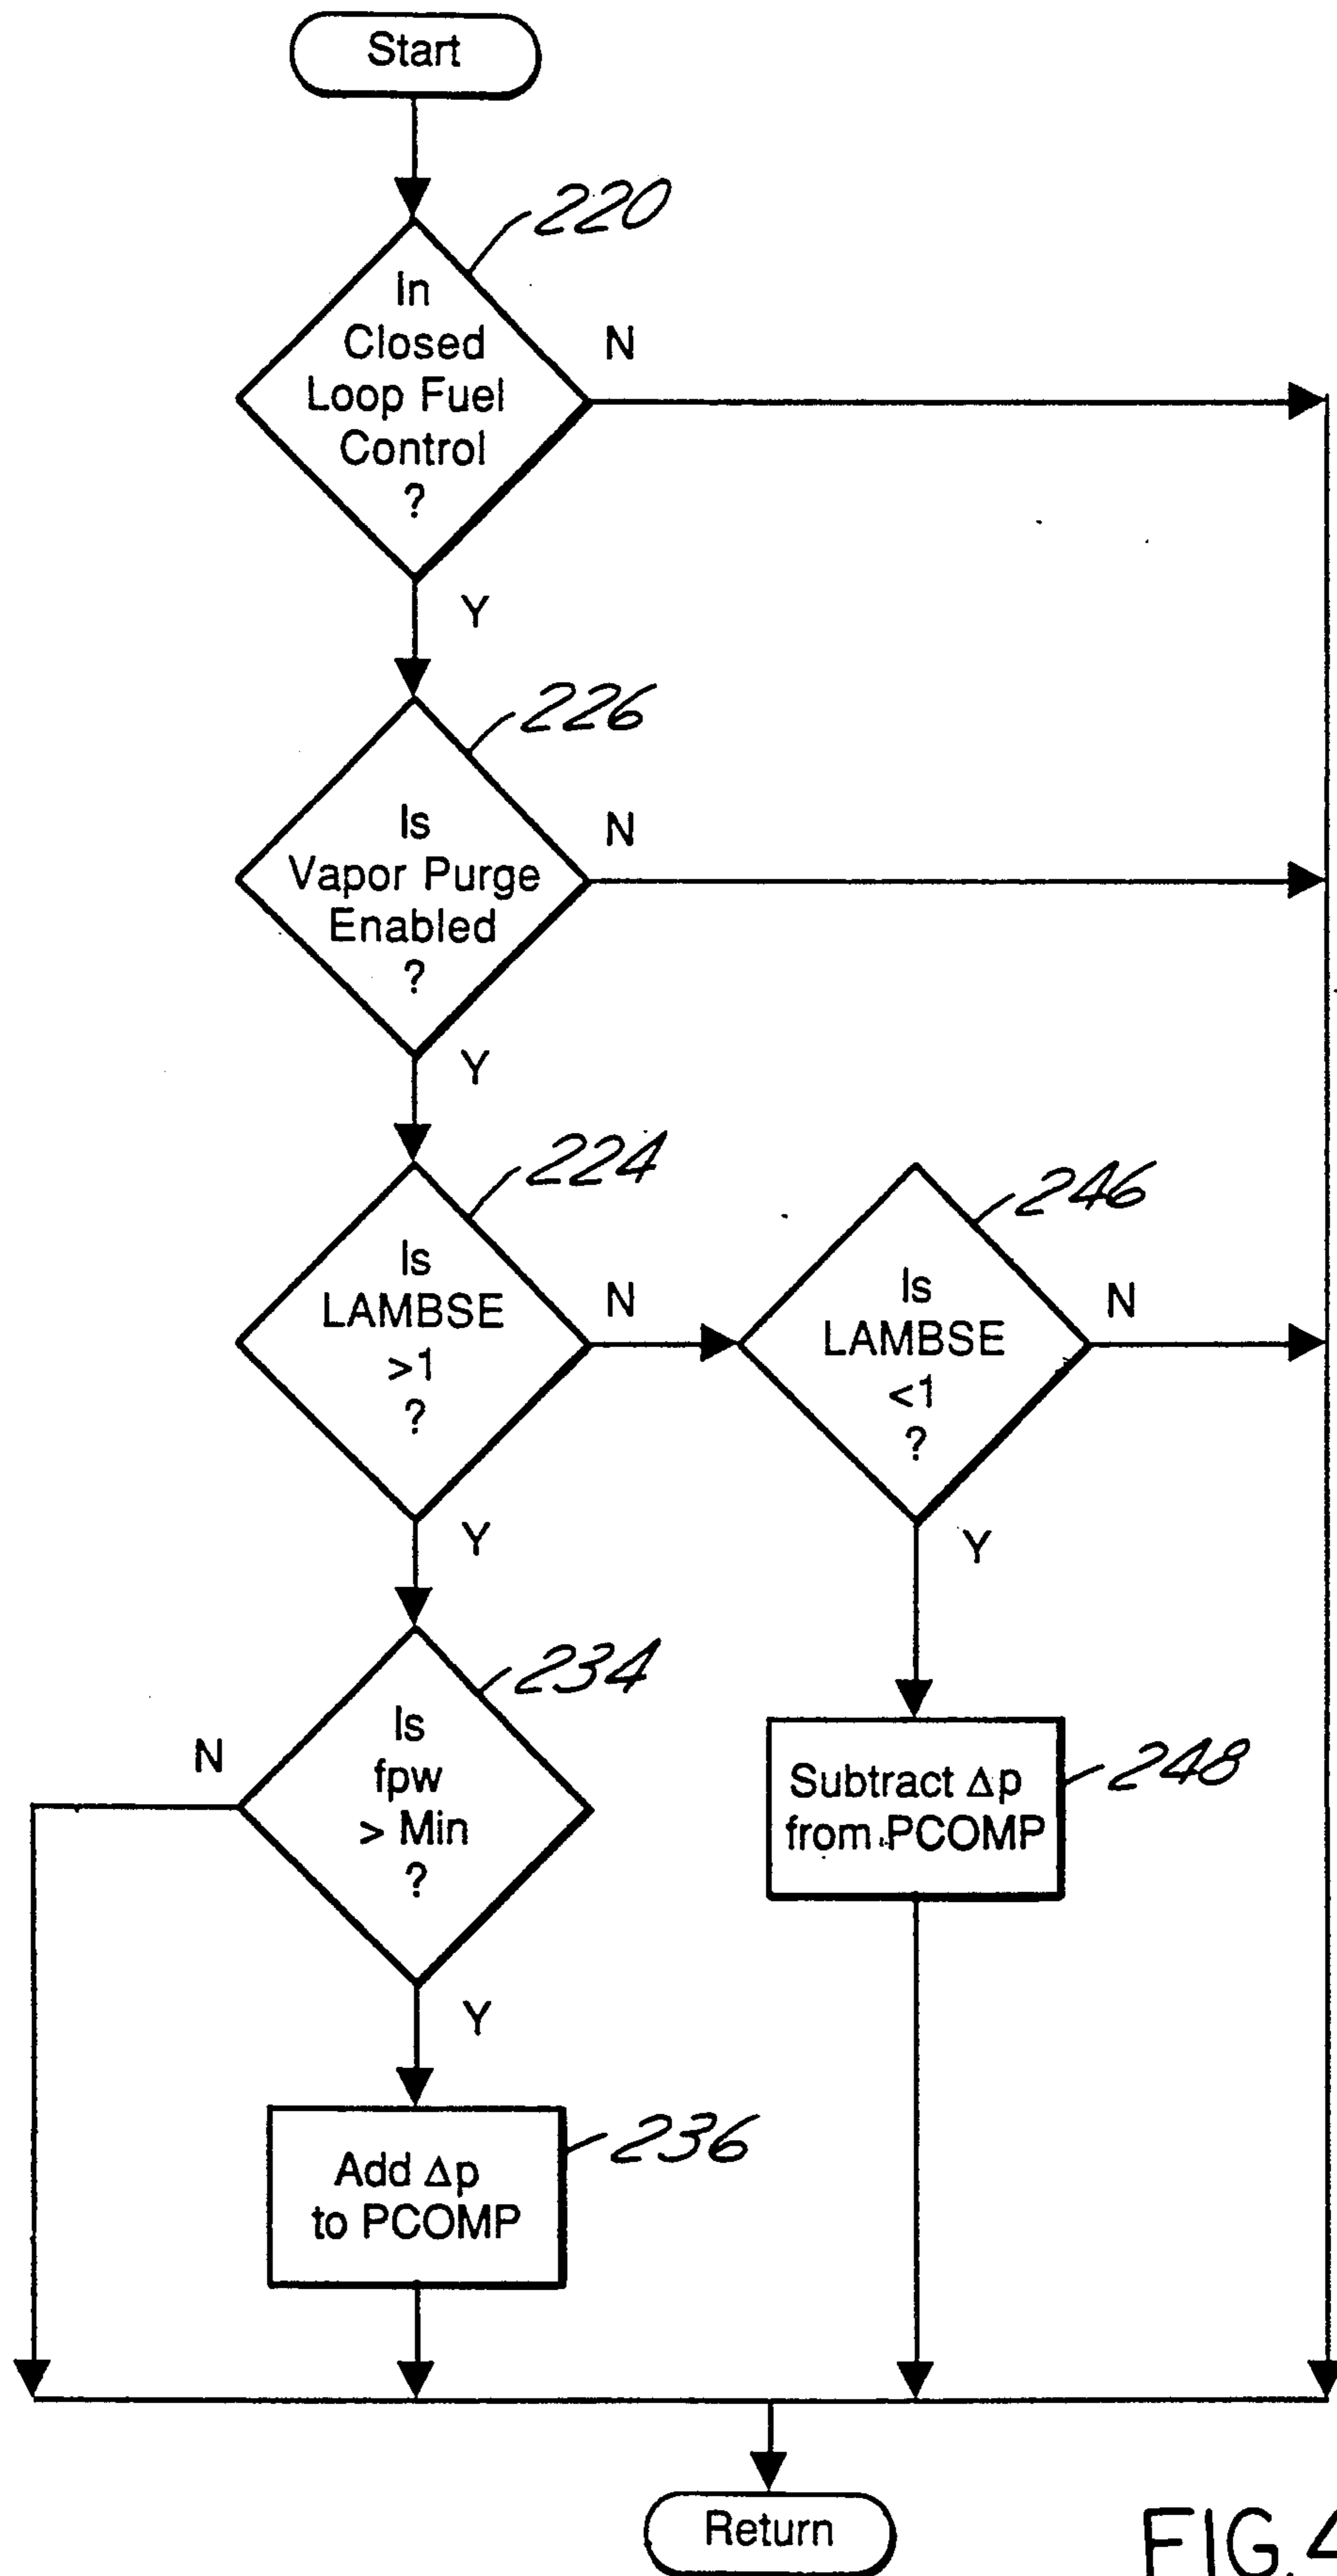 Start
220
In
Closed
Loop Fuel
Control
?
N
Y
226
Is
Vapor Purge
Enabled
?
N
Y
224
Is
LAMBSE
>1
?
N
Y
246
Is
LAMBSE
<1
?
N
Y
234
Is
fpw
> Min
?
N
Y
248
Subtract Δp
from PCOMP
236
Add Δp
to PCOMP
Return
FIG.4